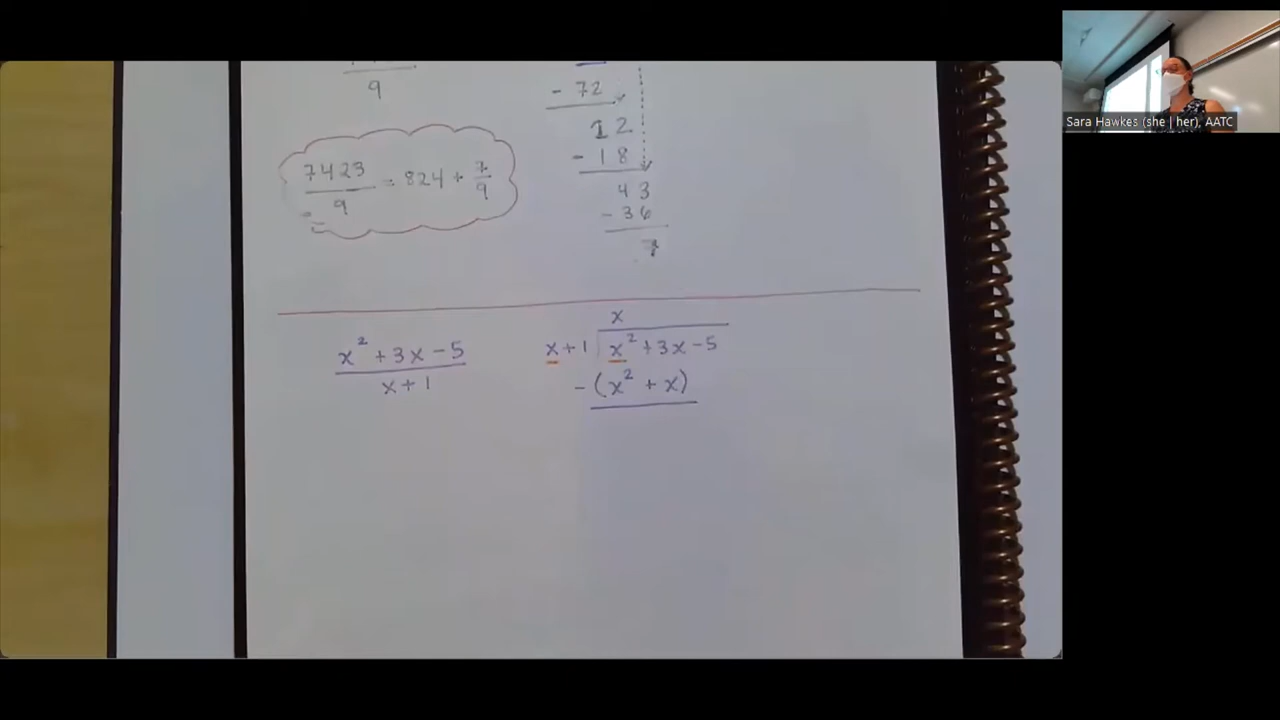 9
7423
9
= 824 + 7/9
- 72
12
- 18
43
- 36
7
x² + 3x - 5
x + 1
x
x + 1 x² + 3x - 5
- (x² + x)
Sara Hawkes (she | her), AATC